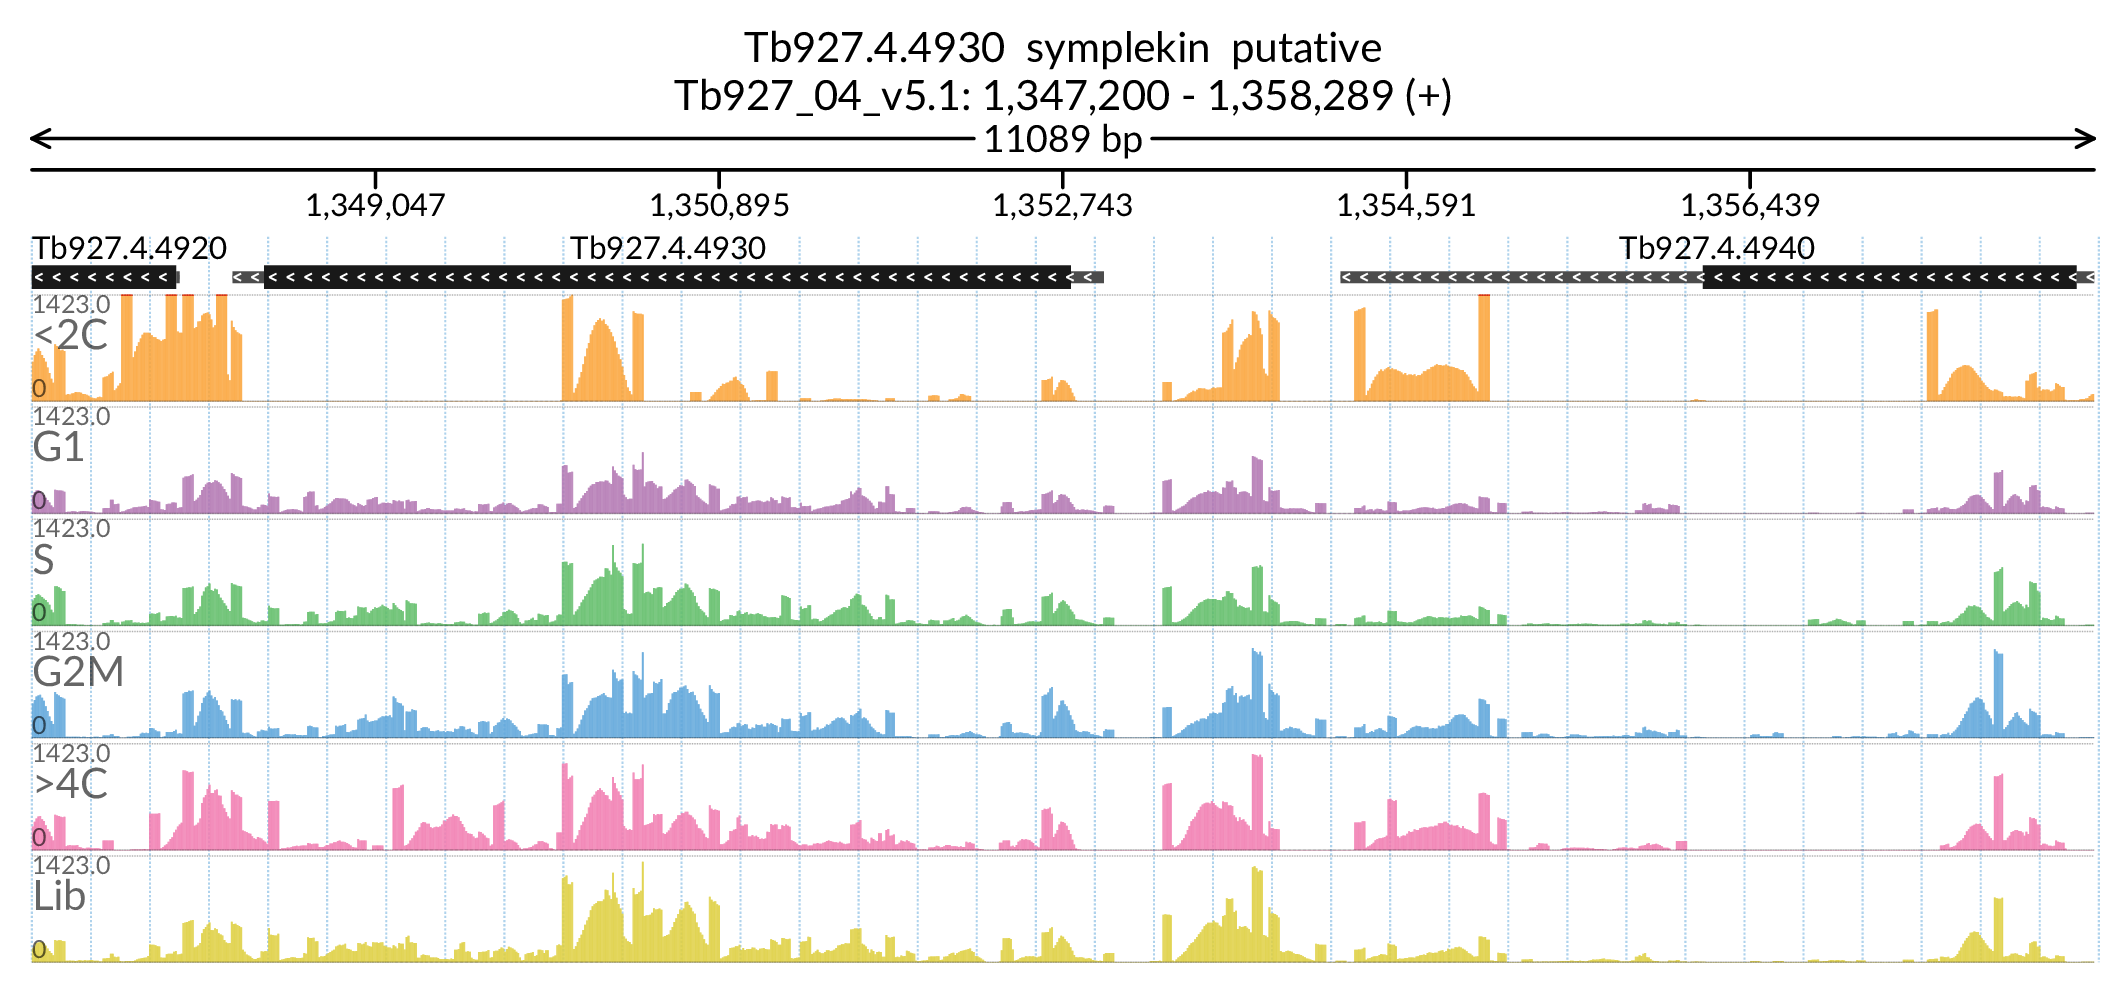 Tb927.4.4930 symplekin putative
Tb927_04_v5.1: 1,347,200 - 1,358,289 (+)
11089 bp
1,349,047 1,350,895 1,352,743 1,354,591 1,356,439
Tb927.4.4920 Tb927.4.4930 Tb927.4.4940
1423.0
<2C
0
1423.0
G1
0
1423.0
S
0
1423.0
G2M
0
1423.0
>4C
0
1423.0
Lib
0